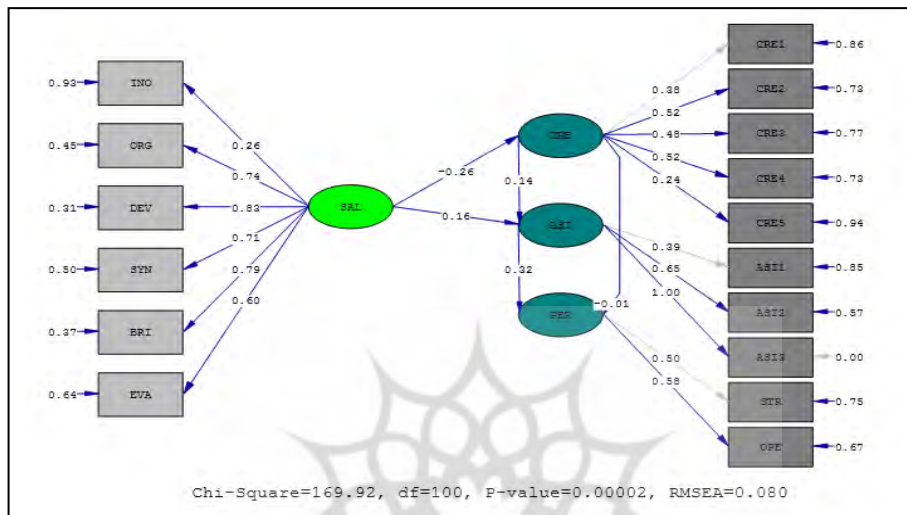 CRE1
0.86
0.93 INO
0.38
CRE2
0.73
0.52
0.45 ORG
0.26
CRE
0.48
CRE3
0.77
0.74
-0.26
0.52
CRE4
0.73
0.14
0.24
0.31 DEV
0.83
SAL
0.16
ASI
CRE5
0.94
0.71
0.39
0.50 SYN
0.79
0.65
ASI1
0.85
0.32
1.00
0.60
-0.01
ASI2
0.57
0.37 BRI
PER
0.50
ASI3
0.00
0.58
0.64 EVA
STR
0.75
OPE
0.67
Chi-Square=169.92, df=100, P-value=0.00002, RMSEA=0.080